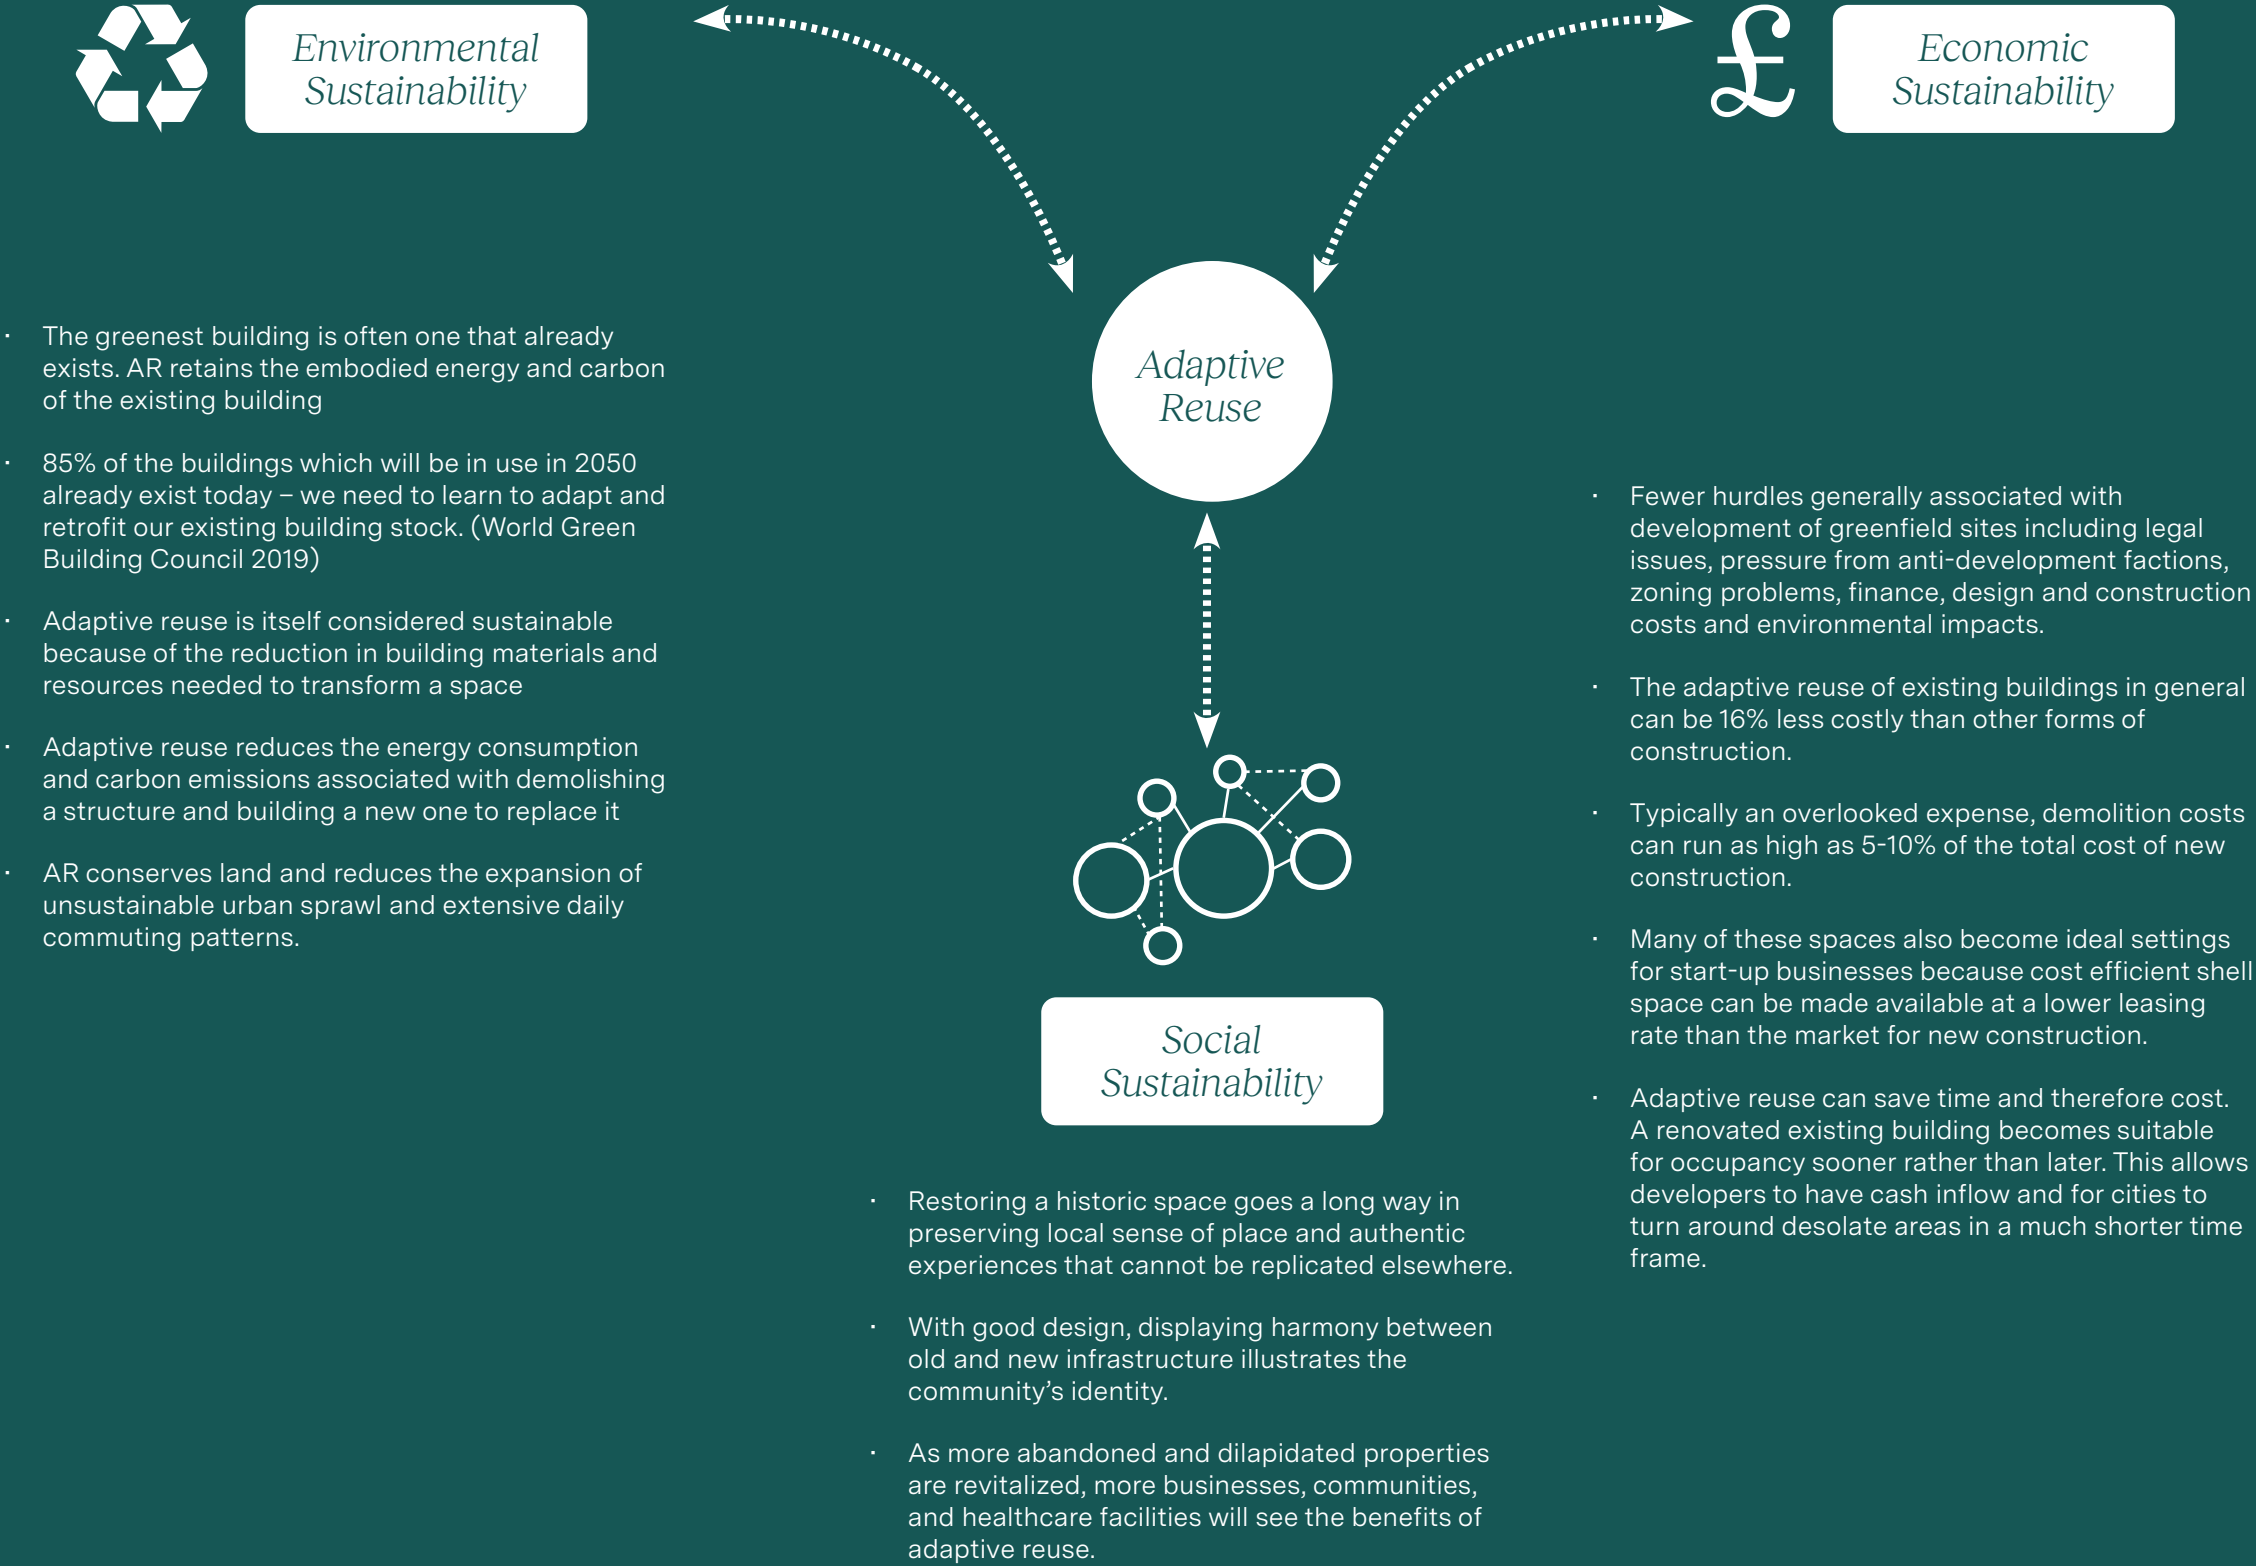 Environmental
Sustainability
£
Economic
Sustainability
Adaptive
Reuse
· The greenest building is often one that already
exists. AR retains the embodied energy and carbon
of the existing building
· 85% of the buildings which will be in use in 2050
already exist today – we need to learn to adapt and
retrofit our existing building stock. (World Green
Building Council 2019)
· Adaptive reuse is itself considered sustainable
because of the reduction in building materials and
resources needed to transform a space
· Adaptive reuse reduces the energy consumption
and carbon emissions associated with demolishing
a structure and building a new one to replace it
· AR conserves land and reduces the expansion of
unsustainable urban sprawl and extensive daily
commuting patterns.
Social
Sustainability
· Restoring a historic space goes a long way in
preserving local sense of place and authentic
experiences that cannot be replicated elsewhere.
· With good design, displaying harmony between
old and new infrastructure illustrates the
community’s identity.
· As more abandoned and dilapidated properties
are revitalized, more businesses, communities,
and healthcare facilities will see the benefits of
adaptive reuse.
· Fewer hurdles generally associated with
development of greenfield sites including legal
issues, pressure from anti-development factions,
zoning problems, finance, design and construction
costs and environmental impacts.
· The adaptive reuse of existing buildings in general
can be 16% less costly than other forms of
construction.
· Typically an overlooked expense, demolition costs
can run as high as 5-10% of the total cost of new
construction.
· Many of these spaces also become ideal settings
for start-up businesses because cost efficient shell
space can be made available at a lower leasing
rate than the market for new construction.
· Adaptive reuse can save time and therefore cost.
A renovated existing building becomes suitable
for occupancy sooner rather than later. This allows
developers to have cash inflow and for cities to
turn around desolate areas in a much shorter time
frame.